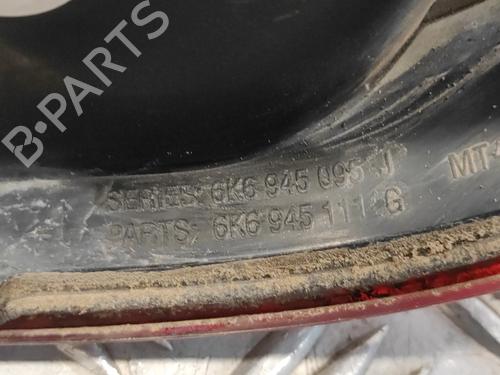 B-PARTS
SERIES: 6K6 945 095 J
PARTS: 6K6 945 111 G
MT-